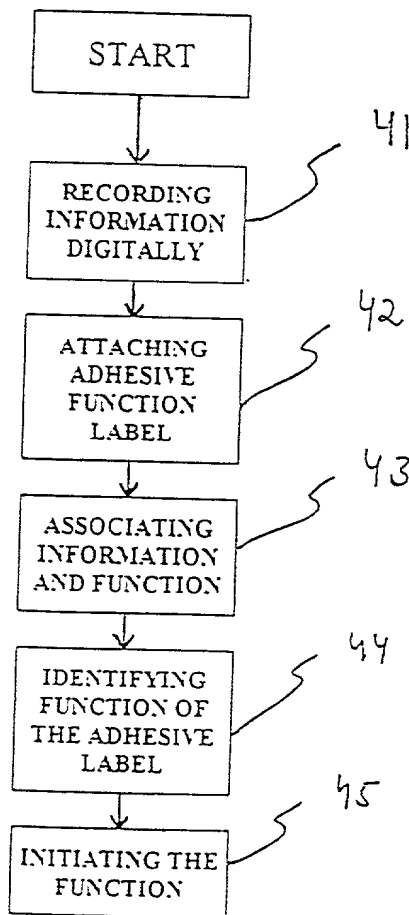 START
41
RECORDING
INFORMATION
DIGITALLY
42
ATTACHING
ADHESIVE
FUNCTION
LABEL
43
ASSOCIATING
INFORMATION
AND FUNCTION
44
IDENTIFYING
FUNCTION OF
THE ADHESIVE
LABEL
45
INITIATING THE
FUNCTION